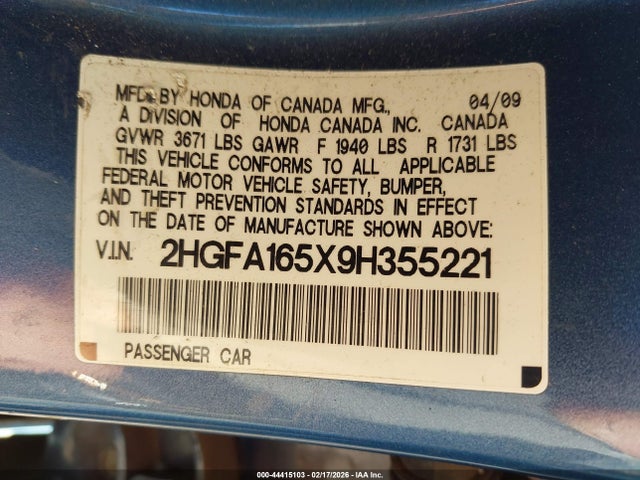 MFD. BY HONDA OF CANADA MFG., 04/09
A DIVISION OF HONDA CANADA INC. CANADA
GVWR 3671 LBS GAWR F 1940 LBS R 1731 LBS
THIS VEHICLE CONFORMS TO ALL APPLICABLE
FEDERAL MOTOR VEHICLE SAFETY, BUMPER,
AND THEFT PREVENTION STANDARDS IN EFFECT
ON THE DATE OF MANUFACTURE SHOWN ABOVE:
V.I.N. 2HGFA165X9H355221
PASSENGER CAR
000-44415103 - 02/17/2026 - IAA Inc.